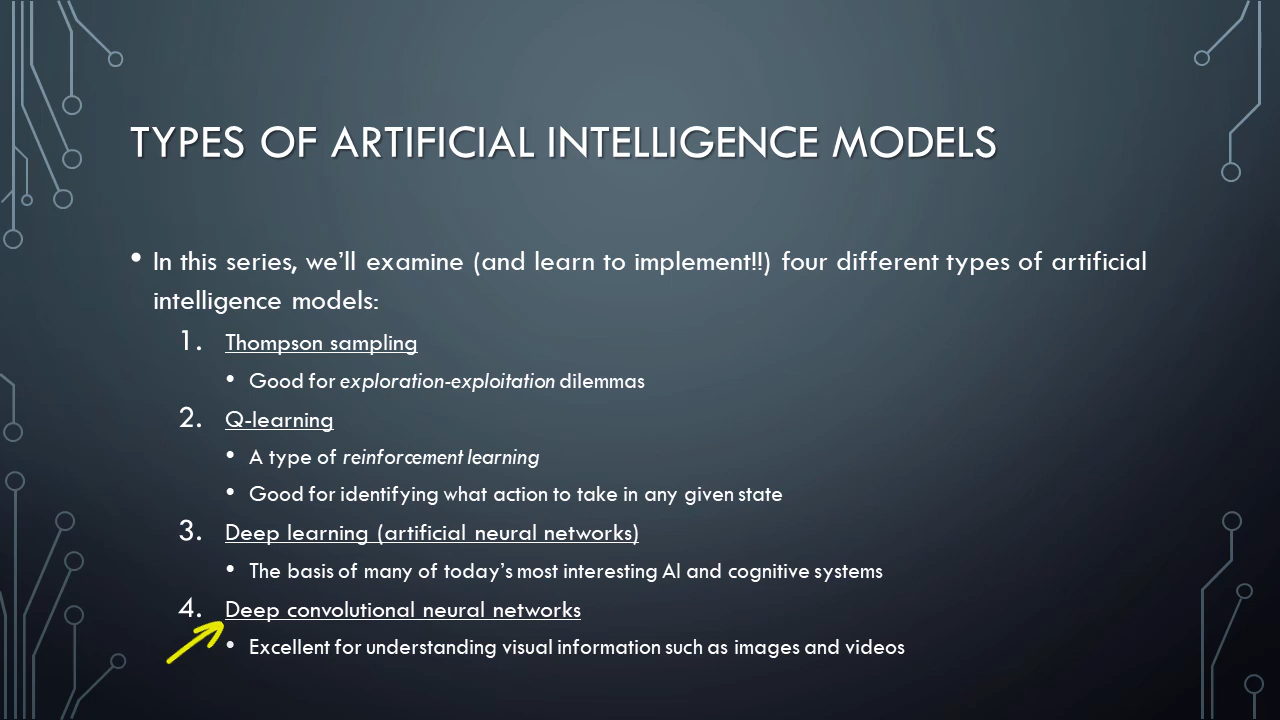 TYPES OF ARTIFICIAL INTELLIGENCE MODELS
• In this series, we'll examine (and learn to implement!!) four different types of artificial
intelligence models:
1. Thompson sampling
• Good for exploration-exploitation dilemmas
2. Q-learning
• A type of reinforcement learning
• Good for identifying what action to take in any given state
3. Deep learning (artificial neural networks)
• The basis of many of today's most interesting AI and cognitive systems
4. Deep convolutional neural networks
• Excellent for understanding visual information such as images and videos